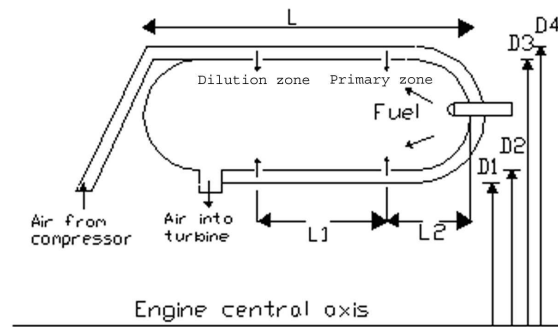 L
D4
D3
Dilution zone Primary zone
Fuel
D2
D1
Air from
compressor
Air into
turbine
L1
L2
Engine central axis